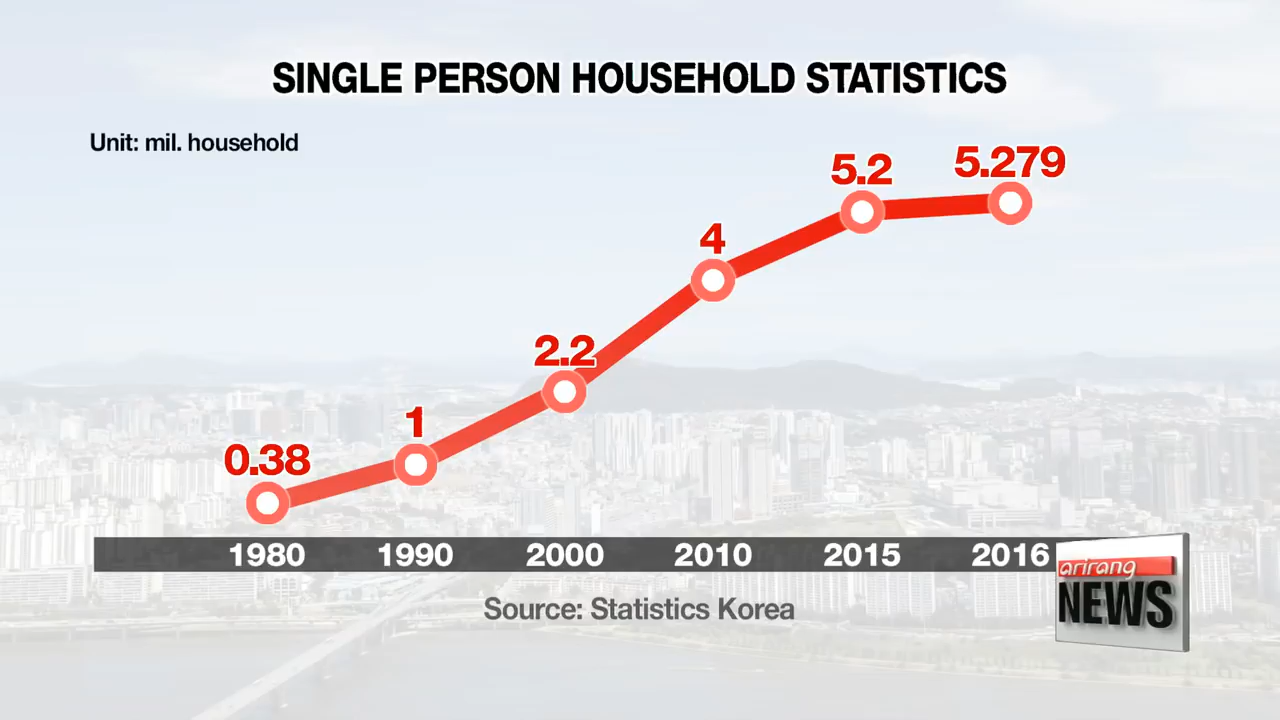 SINGLE PERSON HOUSEHOLD STATISTICS
Unit: mil. household
0.38
1
2.2
4
5.2
5.279
1980 1990 2000 2010 2015 2016
Source: Statistics Korea
arirang
NEWS